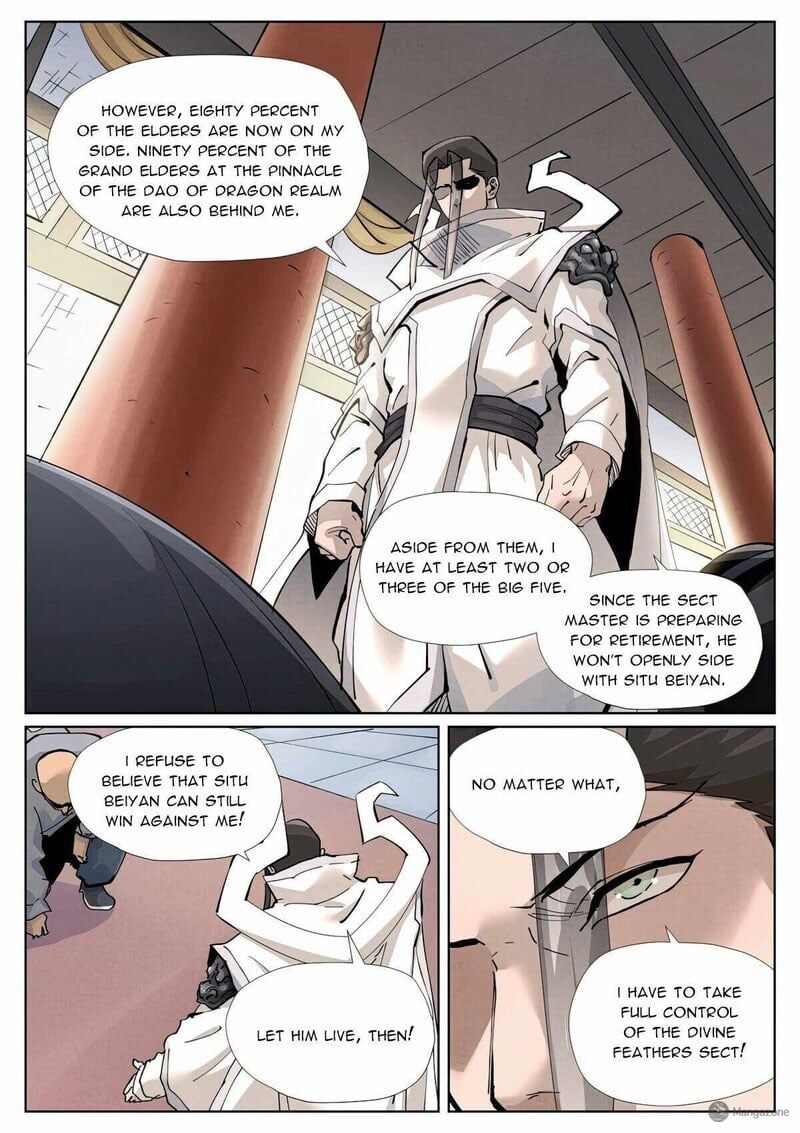 HOWEVER, EIGHTY PERCENT
OF THE ELDERS ARE NOW ON MY
SIDE. NINETY PERCENT OF THE
GRAND ELDERS AT THE PINNACLE
OF THE DAO OF DRAGON REALM
ARE ALSO BEHIND ME.
ASIDE FROM THEM, I
HAVE AT LEAST TWO OR
THREE OF THE BIG FIVE.
SINCE THE SECT
MASTER IS PREPARING
FOR RETIREMENT, HE
WON'T OPENLY SIDE
WITH SITU BEIYAN.
I REFUSE TO
BELIEVE THAT SITU
BEIYAN CAN STILL
WIN AGAINST ME!
LET HIM LIVE, THEN!
NO MATTER WHAT,
I HAVE TO TAKE
FULL CONTROL
OF THE DIVINE
FEATHERS SECT!
Mangazone